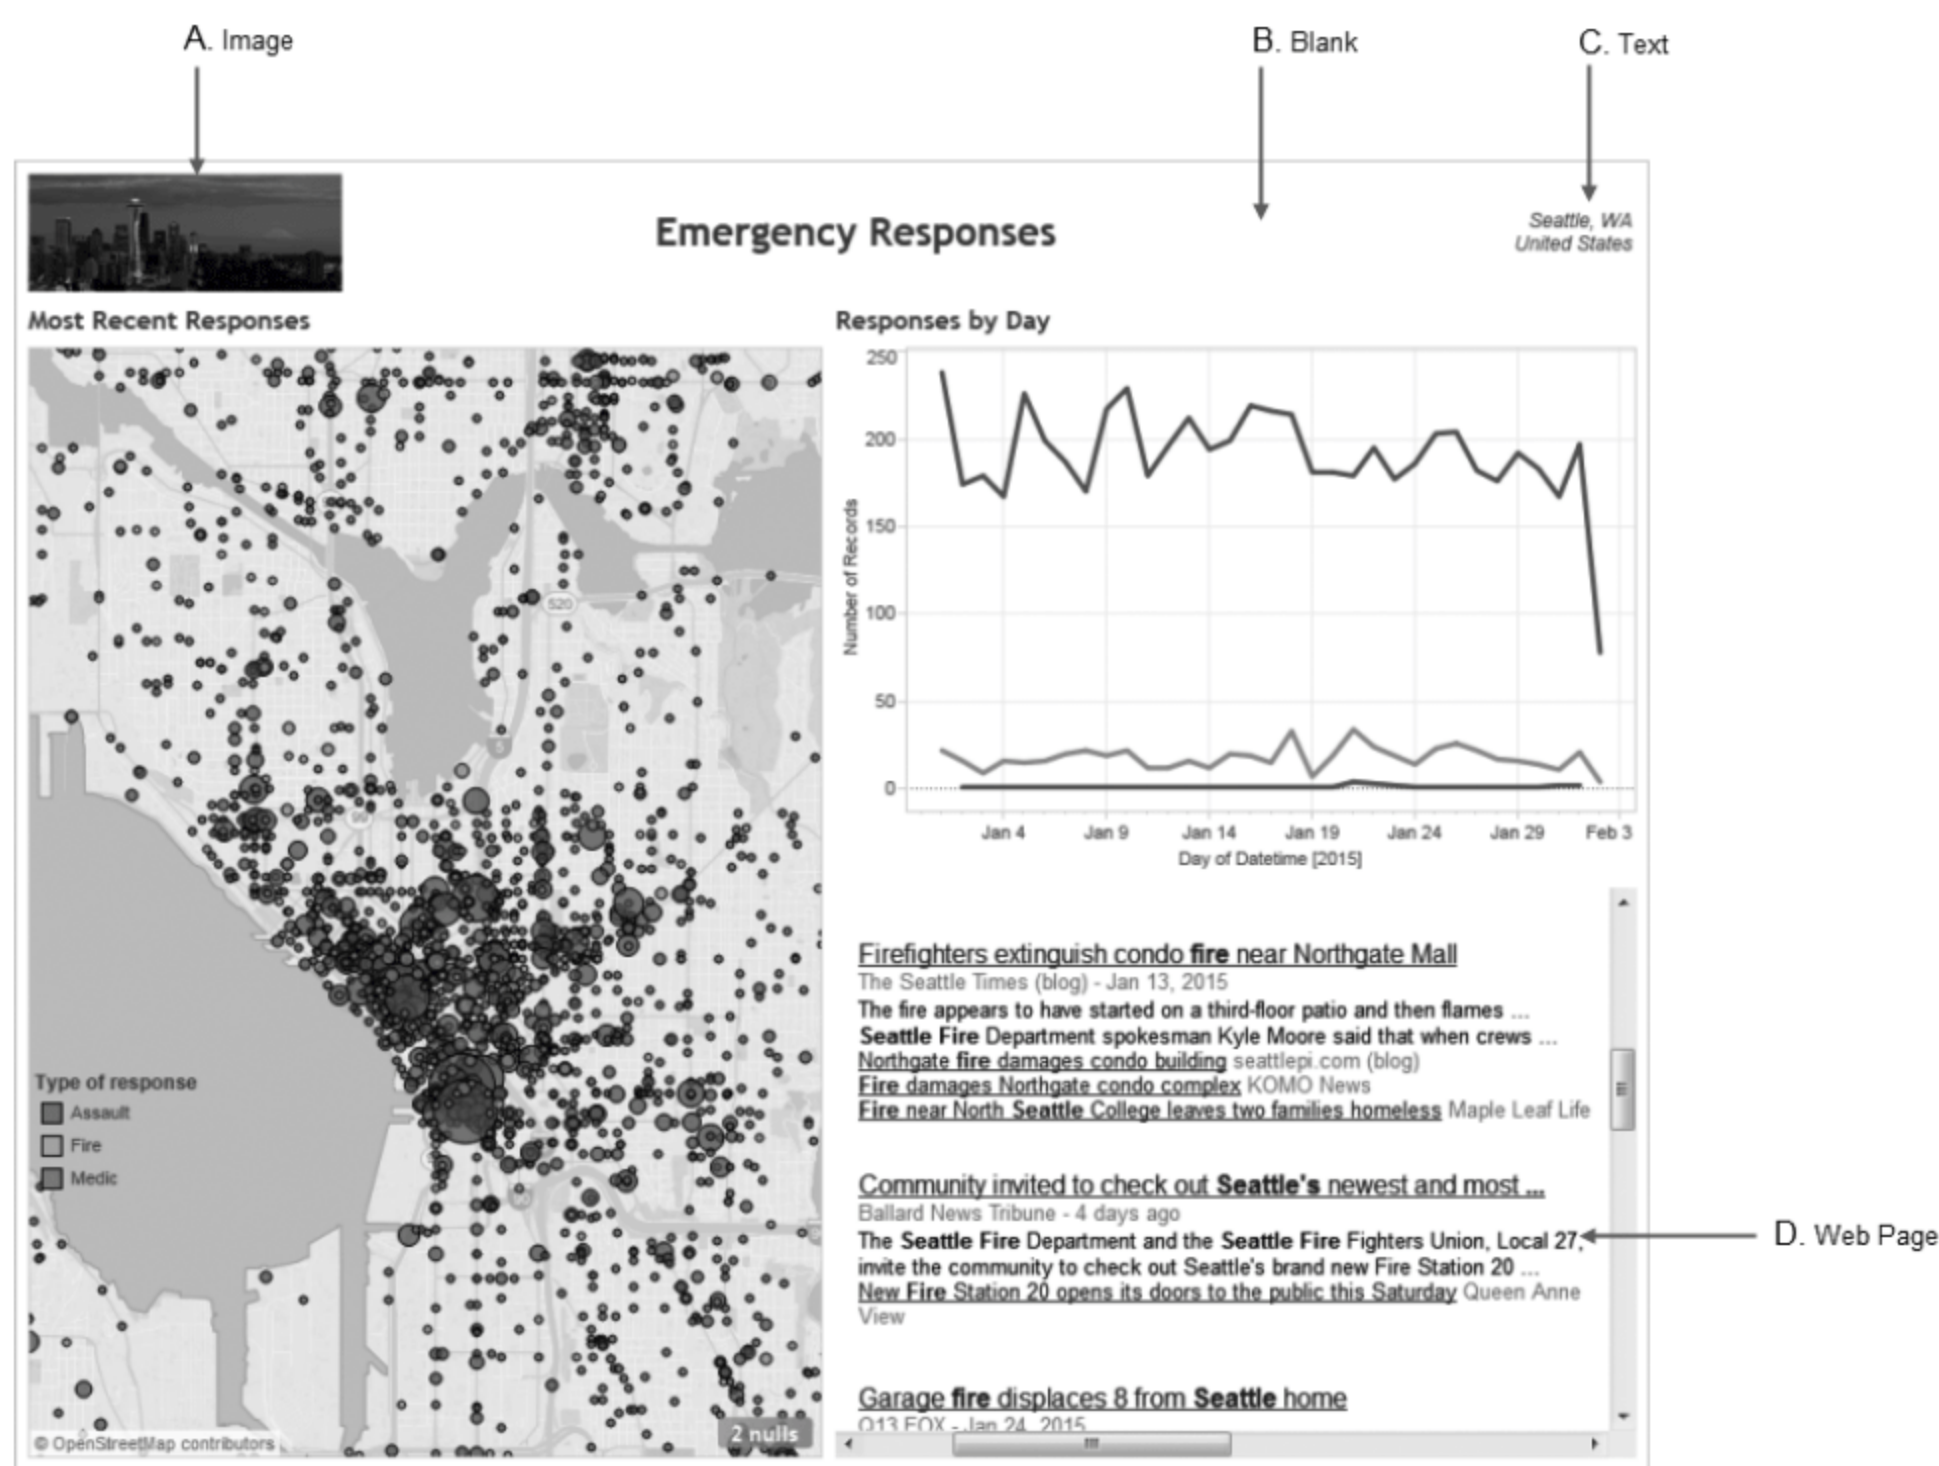 A. Image
B. Blank
C. Text
Emergency Responses
Seattle, WA
United States
Most Recent Responses
520
5
99
Type of response
Assault
Fire
Medic
© OpenStreetMap contributors
2 nulls
Responses by Day
250
200
150
100
50
0
Number of Records
Jan 4 Jan 9 Jan 14 Jan 19 Jan 24 Jan 29 Feb 3
Day of Datetime [2015]
Firefighters extinguish condo fire near Northgate Mall
The Seattle Times (blog) - Jan 13, 2015
The fire appears to have started on a third-floor patio and then flames ...
Seattle Fire Department spokesman Kyle Moore said that when crews ...
Northgate fire damages condo building seattlepi.com (blog)
Fire damages Northgate condo complex KOMO News
Fire near North Seattle College leaves two families homeless Maple Leaf Life
Community invited to check out Seattle's newest and most ...
Ballard News Tribune - 4 days ago
The Seattle Fire Department and the Seattle Fire Fighters Union, Local 27,
invite the community to check out Seattle's brand new Fire Station 20 ...
New Fire Station 20 opens its doors to the public this Saturday Queen Anne
View
Garage fire displaces 8 from Seattle home
Q13 FOX - Jan 24, 2015
D. Web Page